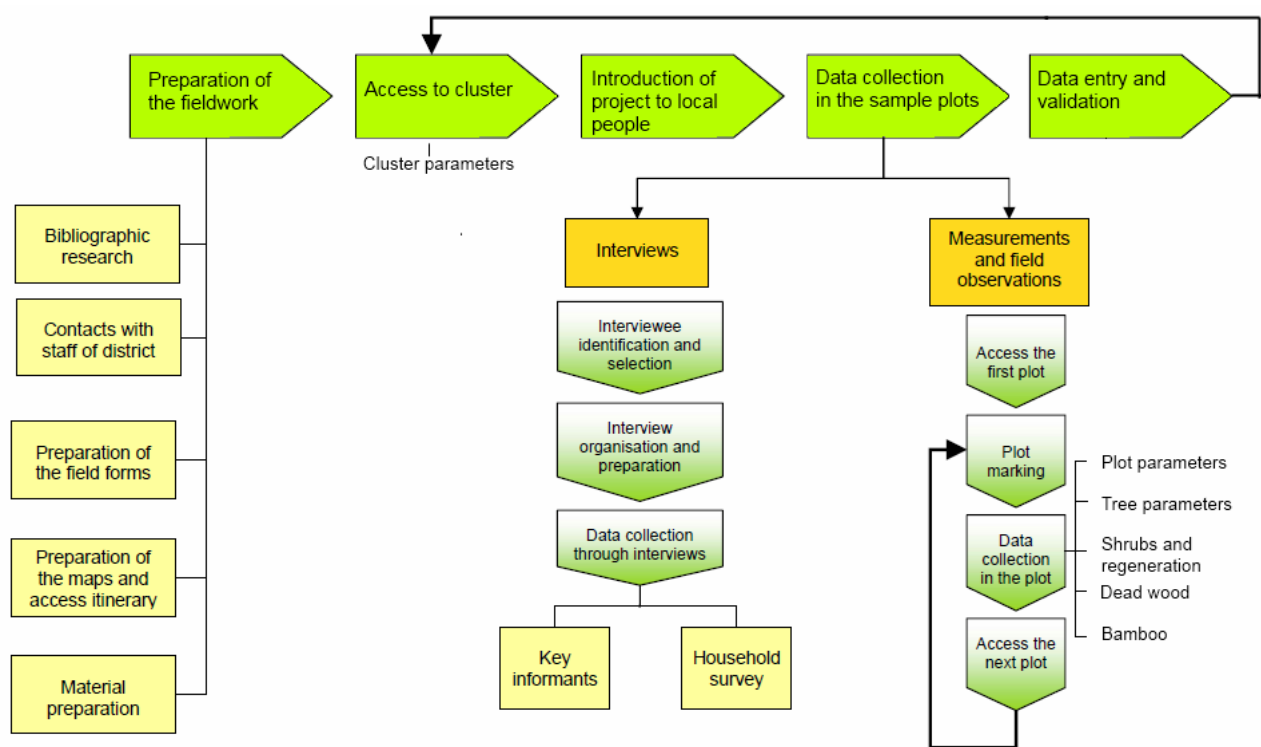 Preparation of
the fieldwork
Access to cluster
Introduction of
project to local
people
Data collection
in the sample plots
Data entry and
validation
Cluster parameters
Bibliographic
research
Contacts with
staff of district
Preparation of
the field forms
Preparation of
the maps and
access itinerary
Material
preparation
Interviews
Interviewee
identification and
selection
Interview
organisation and
preparation
Data collection
through interviews
Key
informants
Household
survey
Measurements
and field
observations
Access the
first plot
Plot
marking
Data
collection
in the plot
Access the
next plot
Plot parameters
Tree parameters
Shrubs and
regeneration
Dead wood
Bamboo